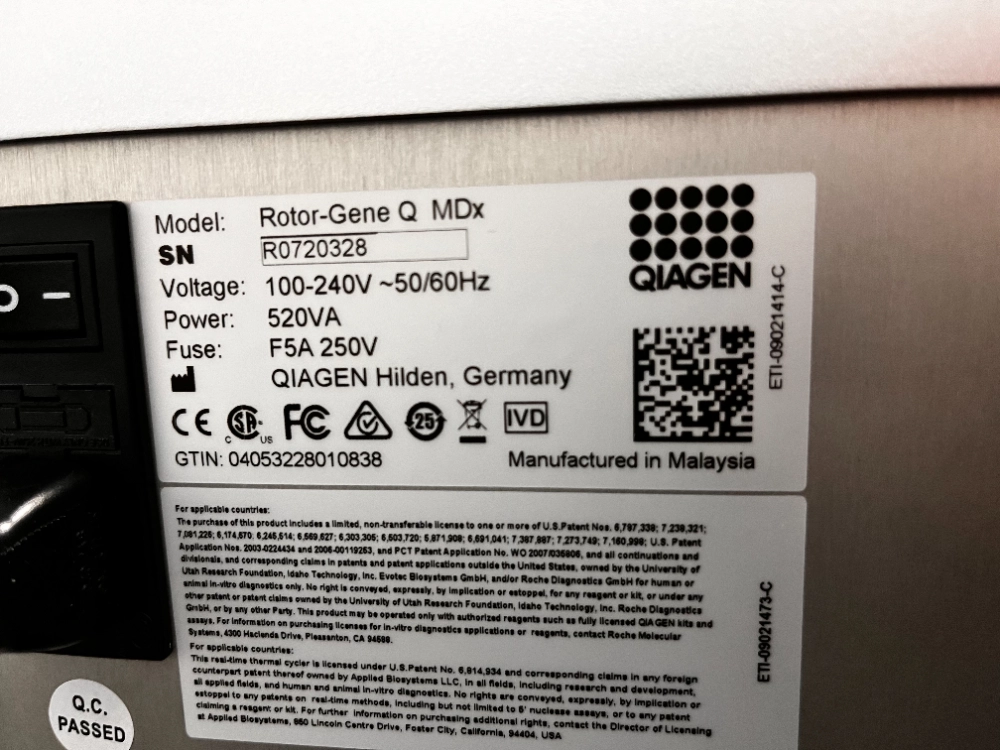 Model: Rotor-Gene Q MDx
SN R0720328
Voltage: 100-240V ~50/60Hz
Power: 520VA
Fuse: F5A 250V
QIAGEN Hilden, Germany
CE C SP US FC 25 IVD
GTIN: 04053228010838
QIAGEN
ETI-09021414-C
Manufactured in Malaysia
For applicable countries:
The purchase of this product includes a limited, non-transferable license to one or more of U.S.Patent Nos. 6,787,338; 7,238,321;
7,081,226; 6,174,670; 6,245,514; 6,569,627; 6,303,305; 6,503,720; 5,871,908; 6,691,041; 7,387,887; 7,273,749; 7,160,998; U.S. Patent
Application Nos. 2003-0224434 and 2006-00119253, and PCT Patent Application No. WO 2007/035806, and all continuations and
divisionals, and corresponding claims in patents and patent applications outside the United States, owned by the University of
Utah Research Foundation, Idaho Technology, Inc. Evotec Biosystems GmbH, and/or Roche Diagnostics GmbH for human or
animal in-vitro diagnostics only. No right is conveyed, expressly, by implication or estoppel, for any reagent or kit, or under any
other patent or patent claims owned by the University of Utah Research Foundation, Idaho Technology, Inc. Roche Diagnostics
GmbH, or by any other Party. This product may be operated only with authorized reagents such as fully licensed QIAGEN kits and
assays. For information on purchasing licenses for in-vitro diagnostics applications or reagents, contact Roche Molecular
Systems, 4300 Hacienda Drive, Pleasanton, CA 94588.
For applicable countries:
This real-time thermal cycler is licensed under U.S.Patent No. 6,814,934 and corresponding claims in any foreign
counterpart patent thereof owned by Applied Biosystems LLC, in all fields, including research and development,
all applied fields, and human and animal in-vitro diagnostics. No rights are conveyed, expressly, by implication or
estoppel to any patents on real-time methods, including but not limited to 5' nuclease assays, or to any patent
claiming a reagent or kit. For further information on purchasing additional rights, contact the Director of Licensing
at Applied Biosystems, 850 Lincoln Centre Drive, Foster City, California, 94404, USA
ETI-09021473-C
Q.C.
PASSED